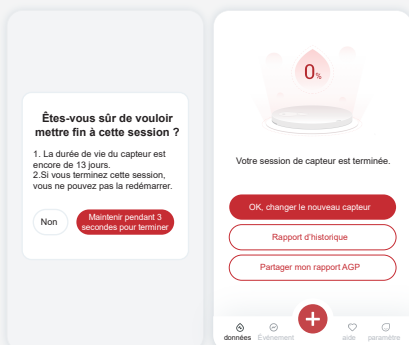 Êtes-vous sûr de vouloir
mettre fin à cette session ?
1. La durée de vie du capteur est
encore de 13 jours.
2.Si vous terminez cette session,
vous ne pouvez pas la redémarrer.
Non
Maintenir pendant 3
secondes pour terminer
0%
Votre session de capteur est terminée.
OK, changer le nouveau capteur
Rapport d'historique
Partager mon rapport AGP
données
Événement
aide
paramètre